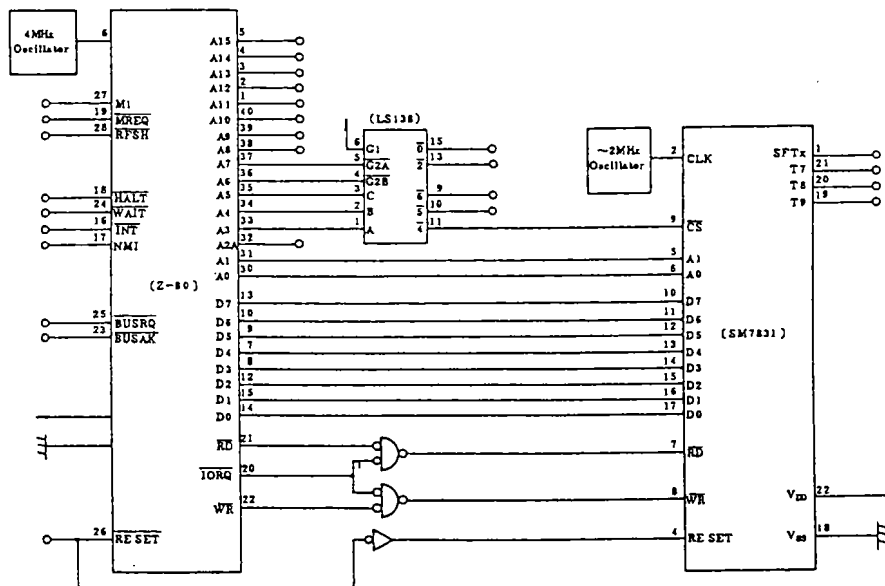 4MHz
Oscillator
6
27 M1
19 MREQ
28 RFSH
18 HALT
24 WAIT
16 INT
17 NMI
(Z-80)
25 BUSRQ
23 BUSAK
26 RESET
A15 5
A14 4
A13 3
A12 2
A11 1
A10 40
A9 39
A8 38
A7 37
A6 36
A5 35
A4 34
A3 33
A2A 32
A1 31
A0 30
D7 13
D6 10
D5 9
D4 7
D3 8
D2 12
D1 15
D0 14
RD 21
IORQ 20
WR 22
(LS138)
6 G1
5 G2A
4 G2B
3 C
2 B
1 A
0 15
2 13
6 9
5 10
4 11
~2MHz
Oscillator
2 CLK
9 CS
5 A1
6 A0
10 D7
11 D6
12 D5
13 D4
14 D3
15 D2
16 D1
17 D0
7 RD
8 WR
4 RESET
(SM7831)
SFTx 1
T7 21
T8 20
T9 19
VDD 22
VSS 18